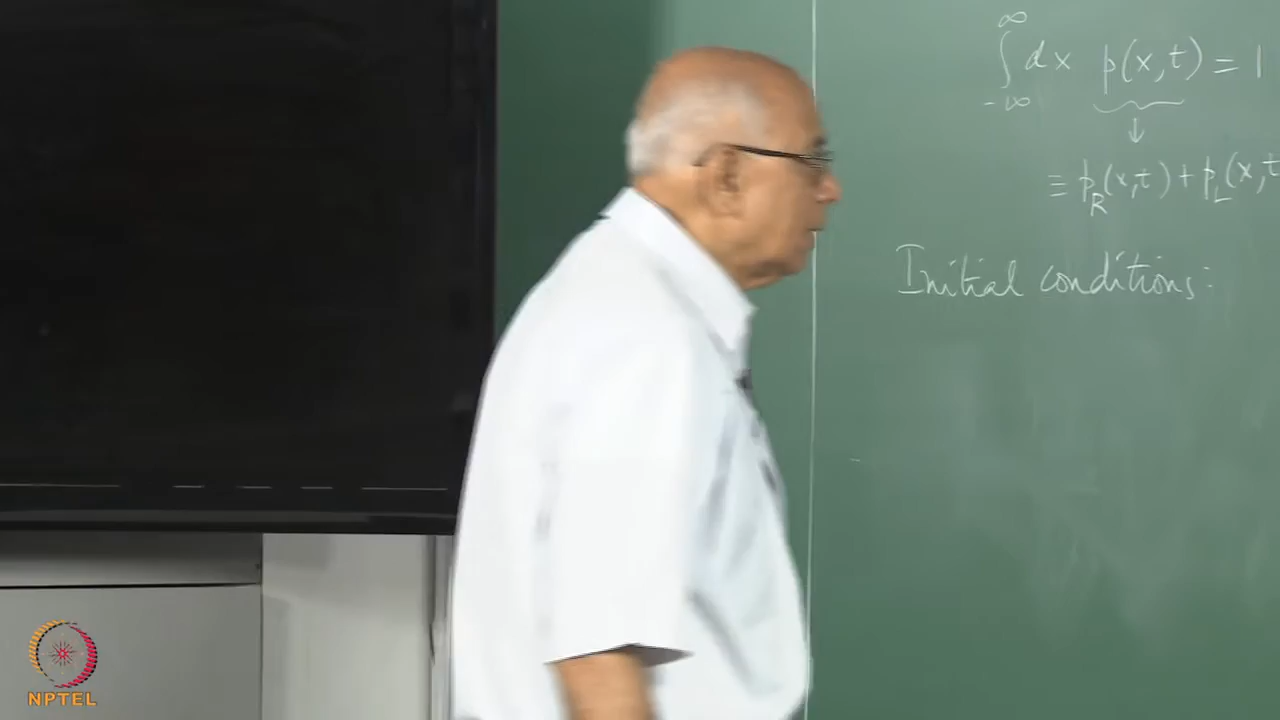 ∞
∫ dx p(x,t) = 1
-∞
↓
≡ p_R(x,t) + p_L(x,t
Initial conditions:
NPTEL